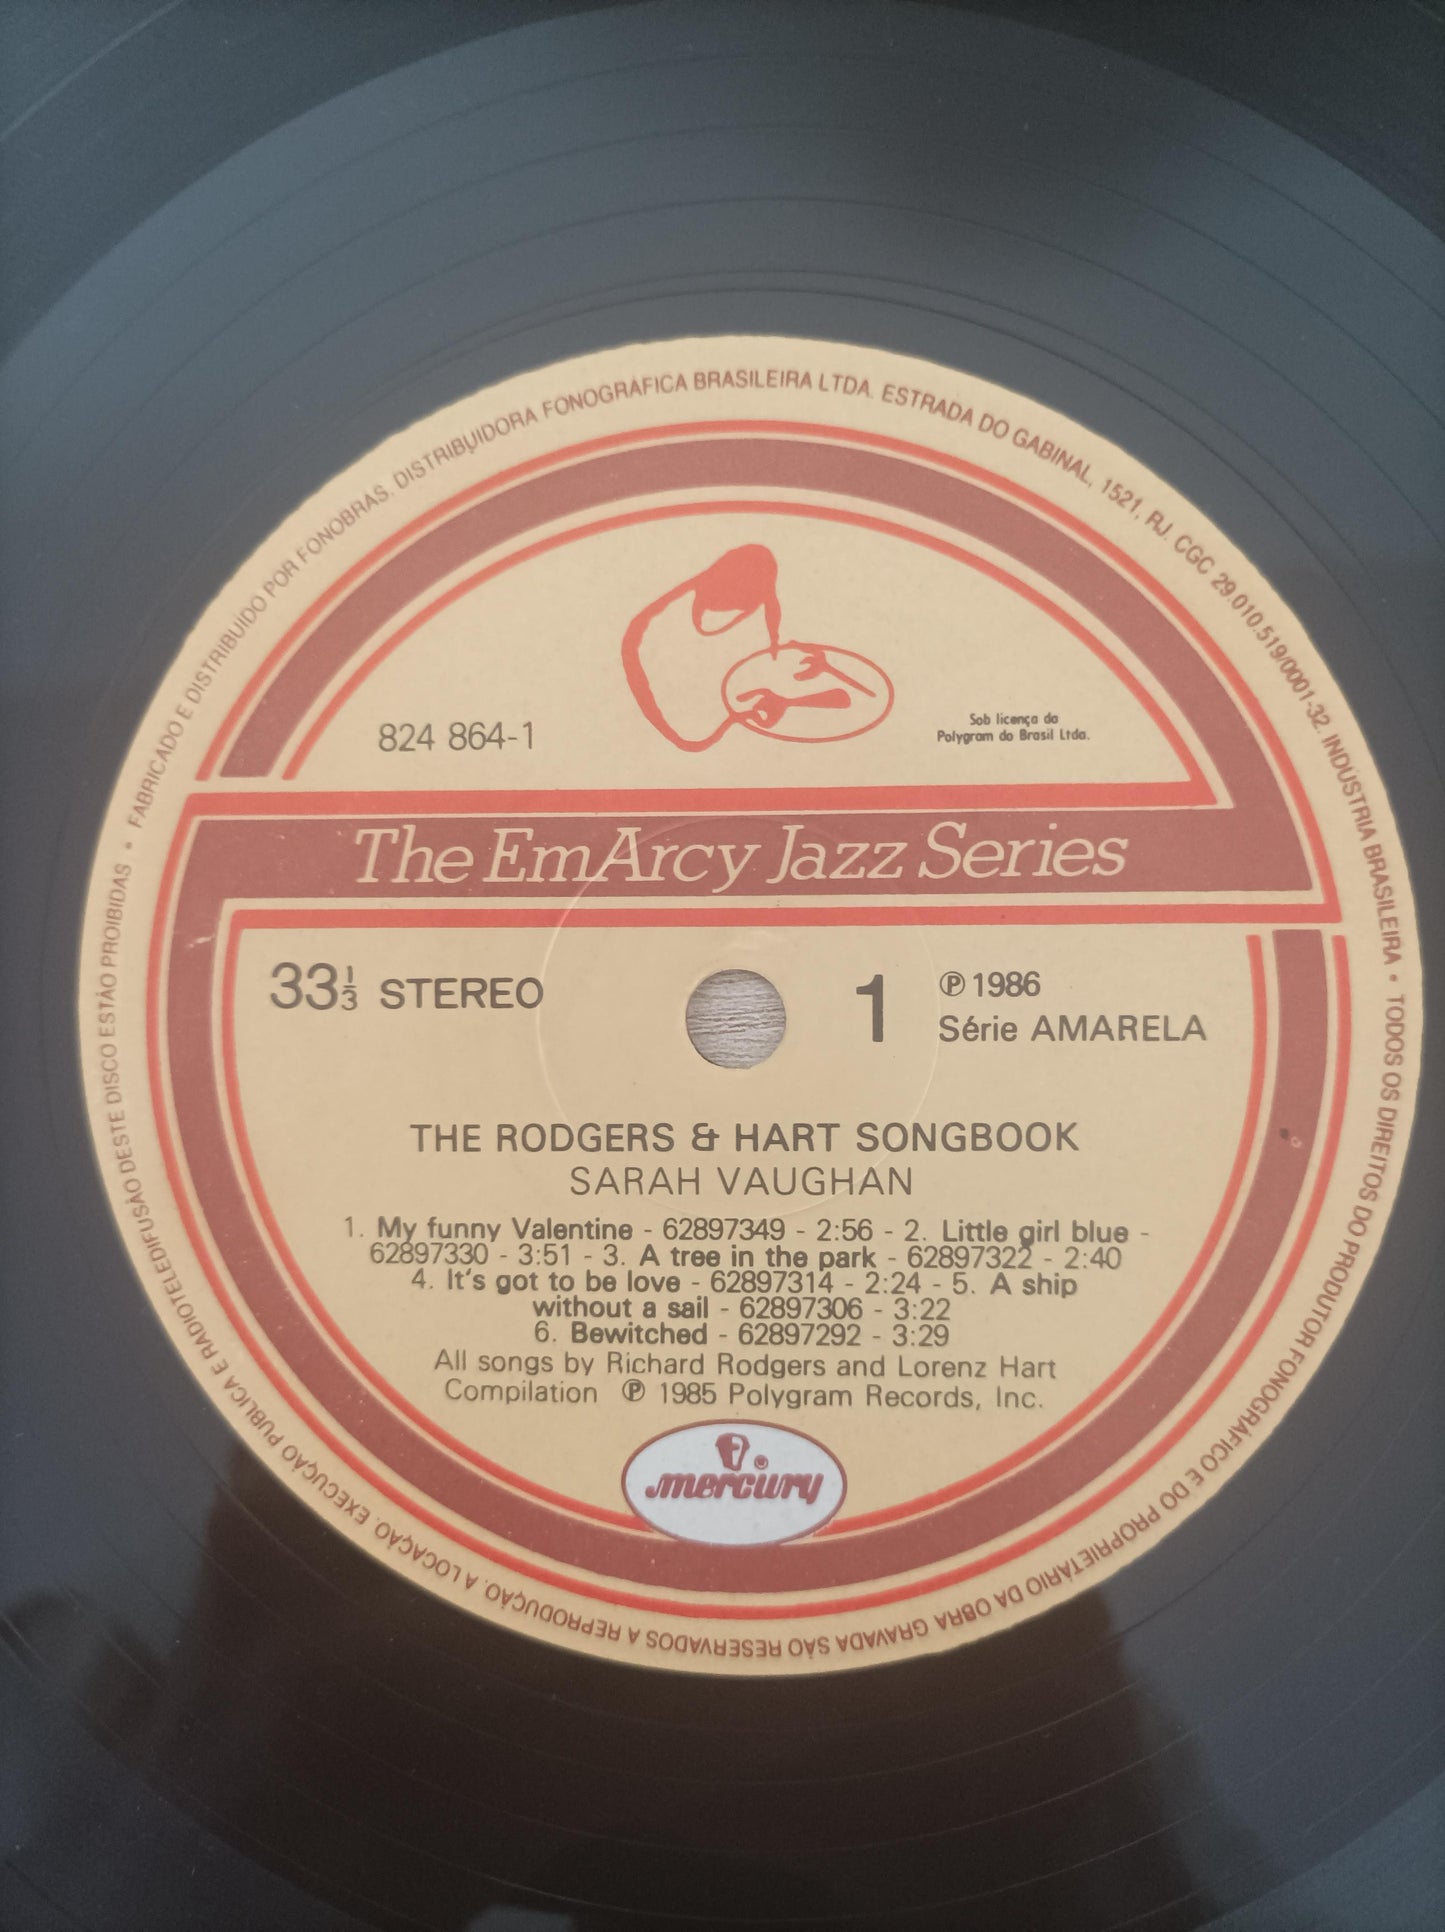 FABRICADO E DISTRIBUÍDO POR FONOBRAS. DISTRIBUIDORA FONOGRÁFICA BRASILEIRA LTDA. ESTRADA DO GABINAL, 1521, RJ. CGC 29.010.519/0001-32. INDÚSTRIA BRASILEIRA • TODOS OS DIREITOS DO PRODUTOR FONOGRÁFICO E DO PROPRIETÁRIO DA OBRA GRAVADA SÃO RESERVADOS A REPRODUÇÃO. A LOCAÇÃO. EXECUÇÃO PUBLICA E RADIOTELEDIFUSÃO DESTE DISCO ESTÃO PROIBIDAS •
824 864-1
Sob licença da
Polygram do Brasil Ltda.
The EmArcy Jazz Series
33 1/3 STEREO
1
℗ 1986
Série AMARELA
THE RODGERS & HART SONGBOOK
SARAH VAUGHAN
1. My funny Valentine - 62897349 - 2:56 - 2. Little girl blue -
62897330 - 3:51 - 3. A tree in the park - 62897322 - 2:40
4. It's got to be love - 62897314 - 2:24 - 5. A ship
without a sail - 62897306 - 3:22
6. Bewitched - 62897292 - 3:29
All songs by Richard Rodgers and Lorenz Hart
Compilation ℗ 1985 Polygram Records, Inc.
mercury